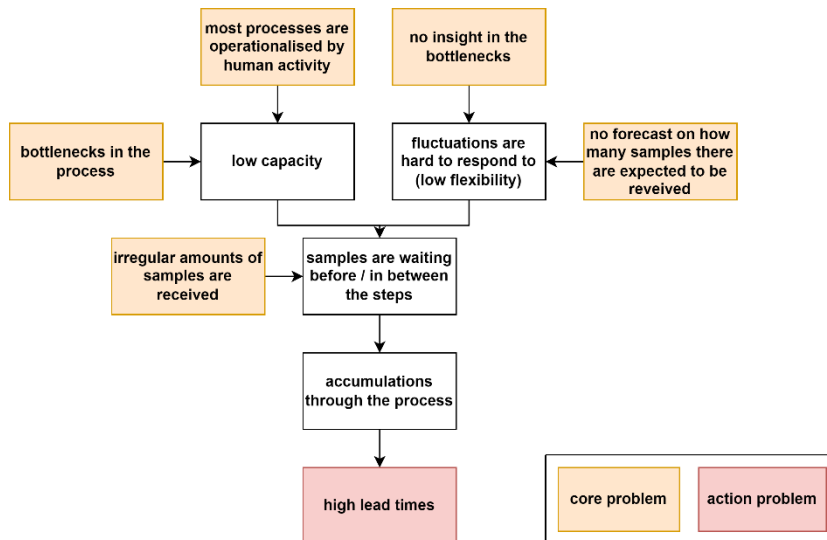 most processes are
operationalised by
human activity
no insight in the
bottlenecks
bottlenecks in the
process
low capacity
fluctuations are
hard to respond to
(low flexibility)
no forecast on how
many samples there
are expected to be
reveived
irregular amounts of
samples are
received
samples are waiting
before / in between
the steps
accumulations
through the process
high lead times
core problem
action problem